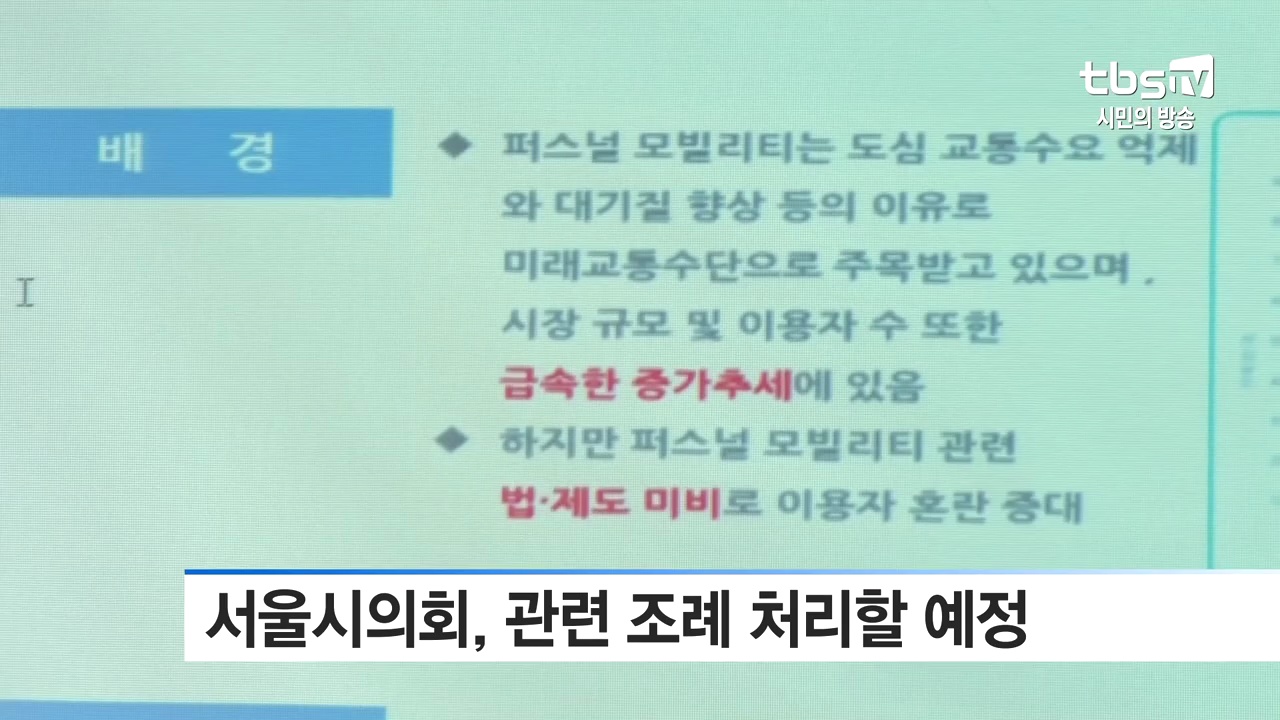 tbs TV
시민의 방송
배 경
◆ 퍼스널 모빌리티는 도심 교통수요 억제
와 대기질 향상 등의 이유로
미래교통수단으로 주목받고 있으며 ,
시장 규모 및 이용자 수 또한
급속한 증가추세에 있음
◆ 하지만 퍼스널 모빌리티 관련
법·제도 미비로 이용자 혼란 증대
서울시의회, 관련 조례 처리할 예정